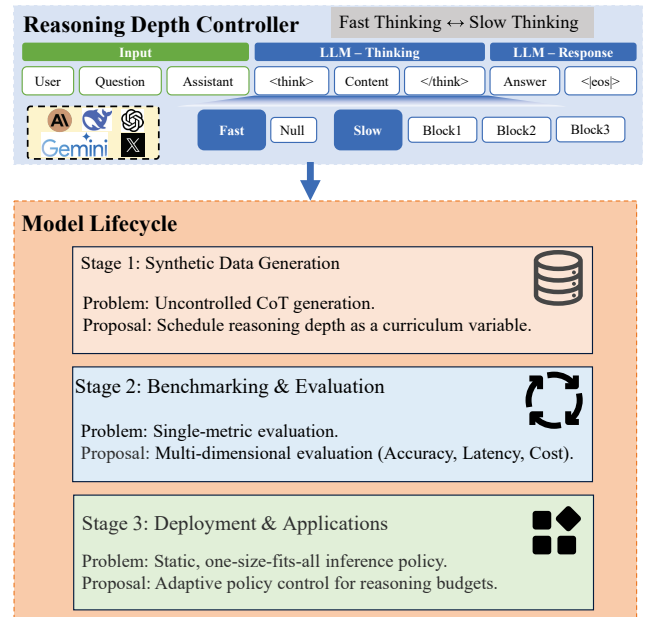 Reasoning Depth Controller
Fast Thinking ↔ Slow Thinking
Input
LLM – Thinking
LLM – Response
User
Question
Assistant
<think>
Content
</think>
Answer
<|eos|>
AI
Gemini
X
Fast
Null
Slow
Block1
Block2
Block3
Model Lifecycle
Stage 1: Synthetic Data Generation
Problem: Uncontrolled CoT generation.
Proposal: Schedule reasoning depth as a curriculum variable.
Stage 2: Benchmarking & Evaluation
Problem: Single-metric evaluation.
Proposal: Multi-dimensional evaluation (Accuracy, Latency, Cost).
Stage 3: Deployment & Applications
Problem: Static, one-size-fits-all inference policy.
Proposal: Adaptive policy control for reasoning budgets.